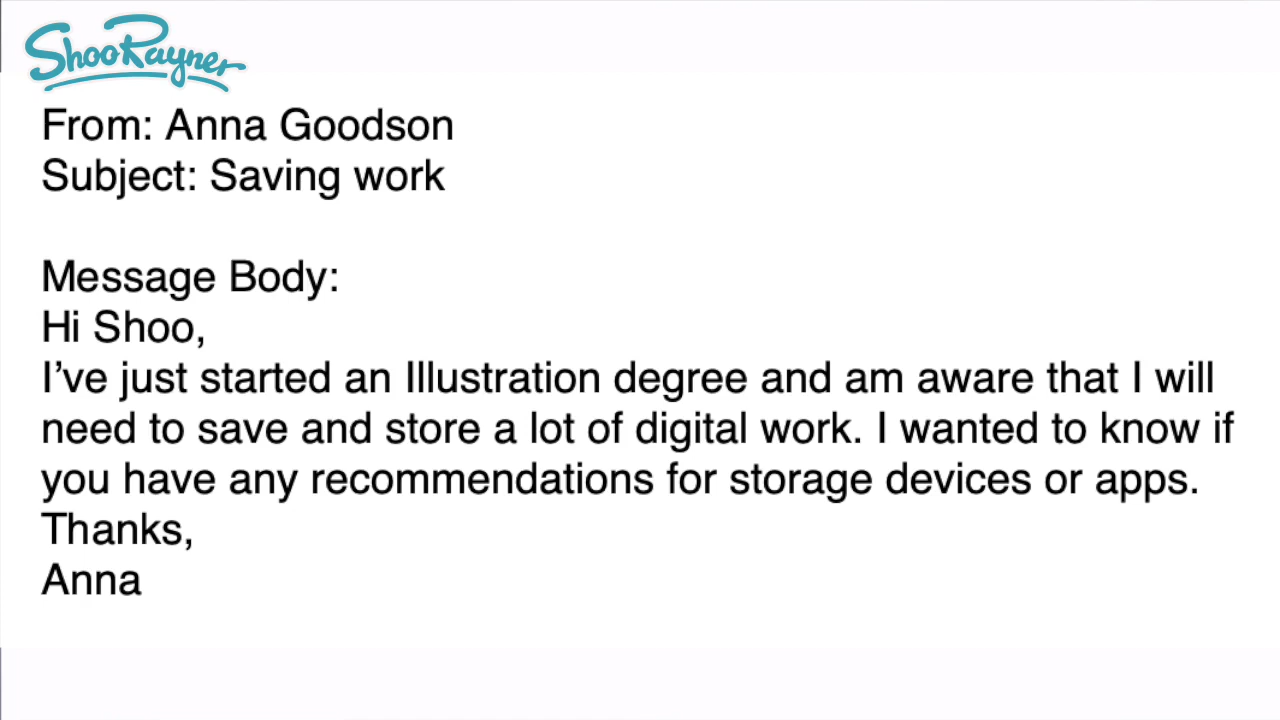 ShooRayner
From: Anna Goodson
Subject: Saving work
Message Body:
Hi Shoo,
I’ve just started an Illustration degree and am aware that I will
need to save and store a lot of digital work. I wanted to know if
you have any recommendations for storage devices or apps.
Thanks,
Anna